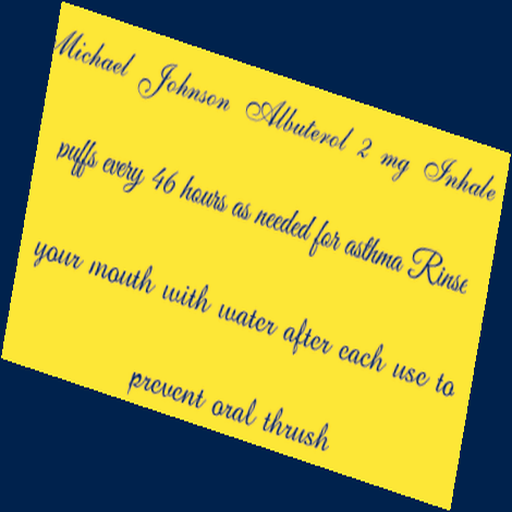 Michael Johnson Albuterol 2 mg Inhale
puffs every 46 hours as needed for asthma Rinse
your mouth with water after each use to
prevent oral thrush